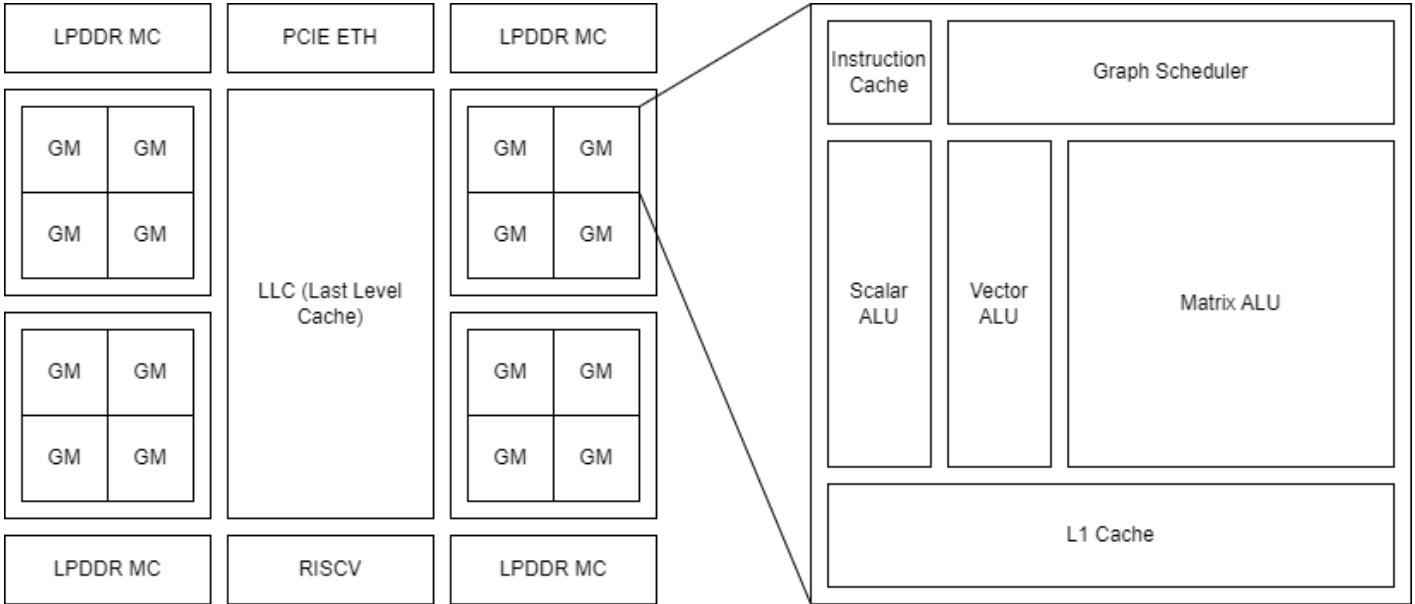 LPDDR MC
PCIE ETH
LPDDR MC
GM
GM
GM
GM
GM
GM
GM
GM
LLC (Last Level
Cache)
GM
GM
GM
GM
GM
GM
GM
GM
LPDDR MC
RISCV
LPDDR MC
Instruction
Cache
Graph Scheduler
Scalar
ALU
Vector
ALU
Matrix ALU
L1 Cache